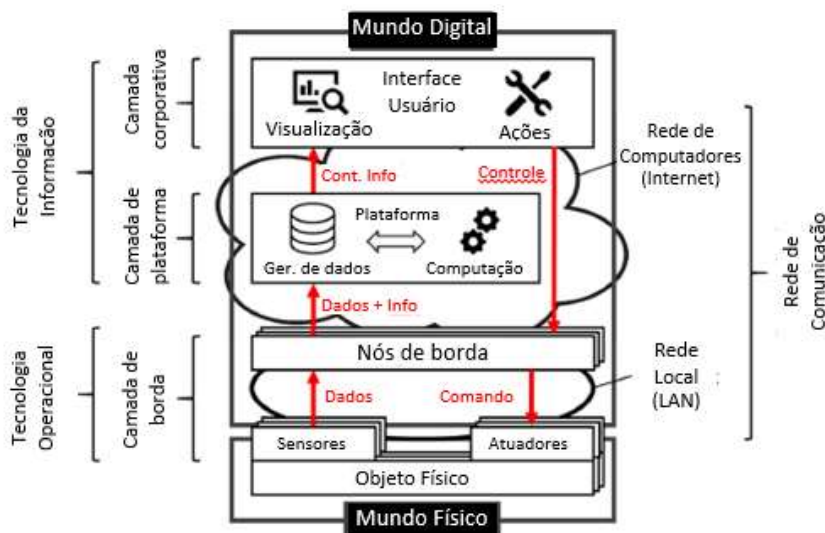 Mundo Digital
Interface
Usuário
Visualização
Ações
Cont. Info
Controle
Plataforma
Ger. de dados
Computação
Dados + Info
Nós de borda
Dados
Comando
Sensores
Atuadores
Objeto Físico
Mundo Físico
Tecnologia da
Informação
Tecnologia
Operacional
Camada
corporativa
Camada de
plataforma
Camada de
borda
Rede de
Computadores
(Internet)
Rede
Local :
(LAN)
Rede de
Comunicação